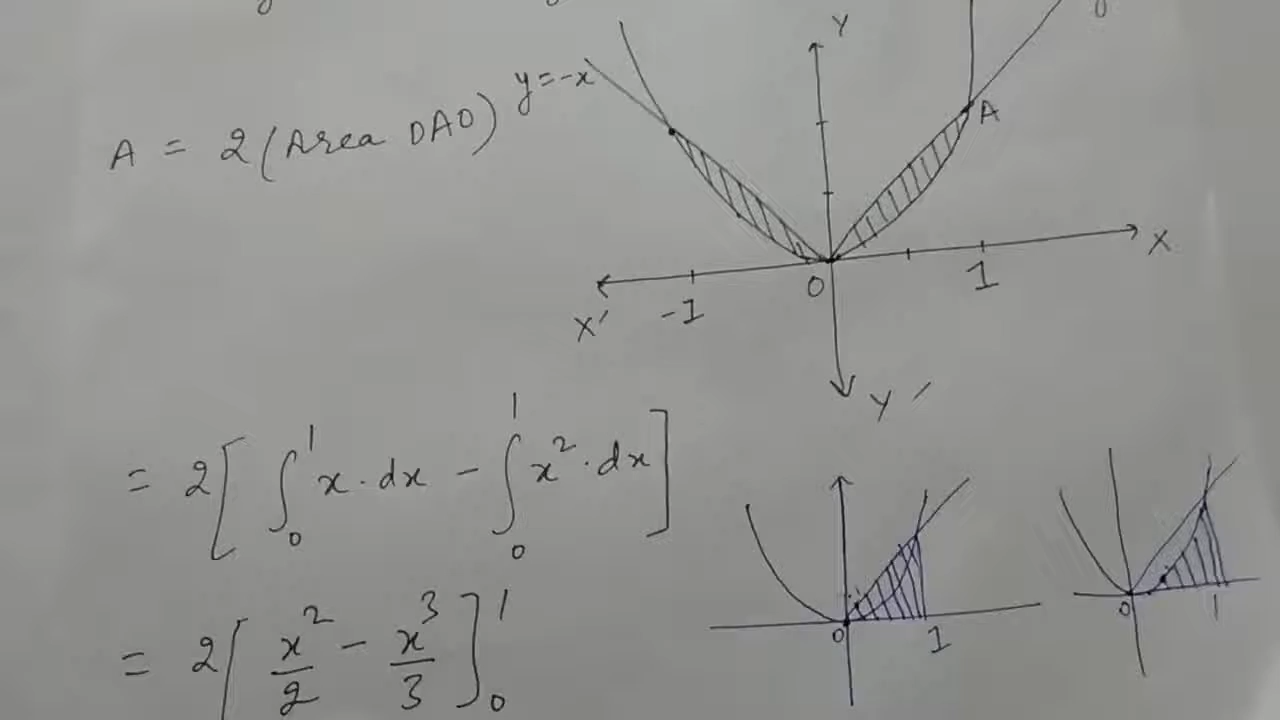 Y
y=-x
A = 2(Area OAO)
A
X
0
1
-1
X'
Y'
= 2[ ∫₀¹ x.dx - ∫₀¹ x².dx ]
0
1
0
1
= 2[ x²/2 - x³/3 ]₀¹